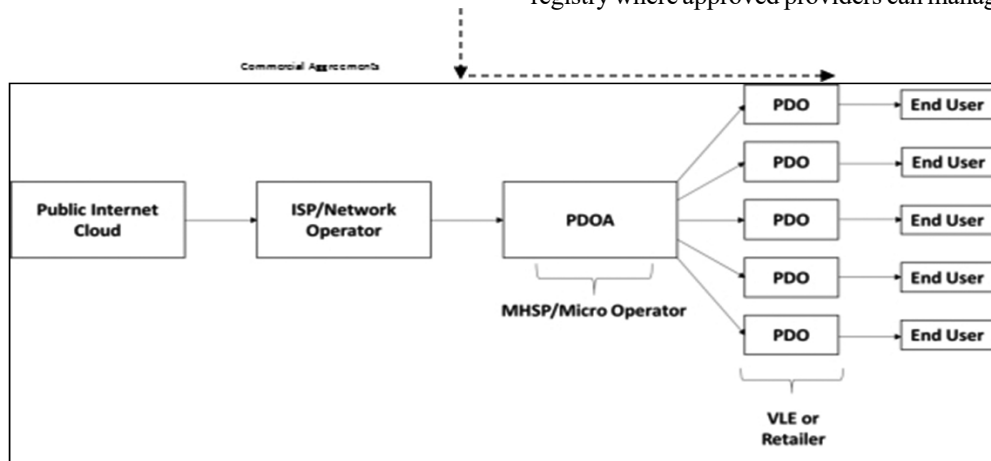 registry where approved providers can manag
Commercial Aggreements
PDO
End User
PDO
End User
Public Internet
Cloud
ISP/Network
Operator
PDOA
PDO
End User
PDO
End User
MHSP/Micro Operator
PDO
End User
VLE or
Retailer